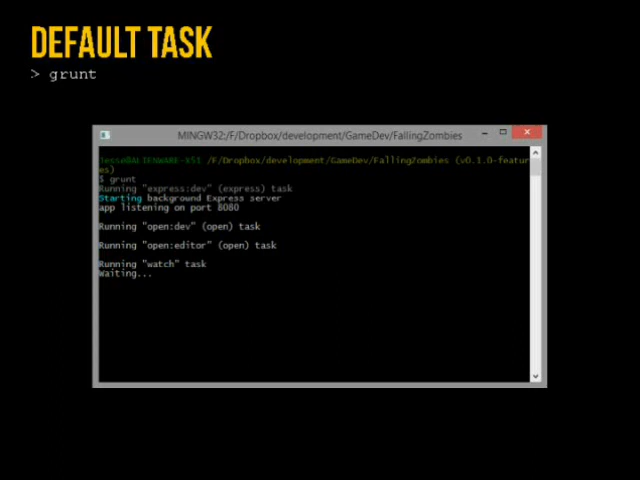 DEFAULT TASK
> grunt
MINGW32:/F/Dropbox/development/GameDev/FallingZombies
/F/Dropbox/development/GameDev/FallingZombies (v0.1.0-featur
es)
$ grunt
Running "express:dev" (express) task
Starting background Express server
app listening on port 8080
Running "open:dev" (open) task
Running "open:editor" (open) task
Running "watch" task
Waiting...